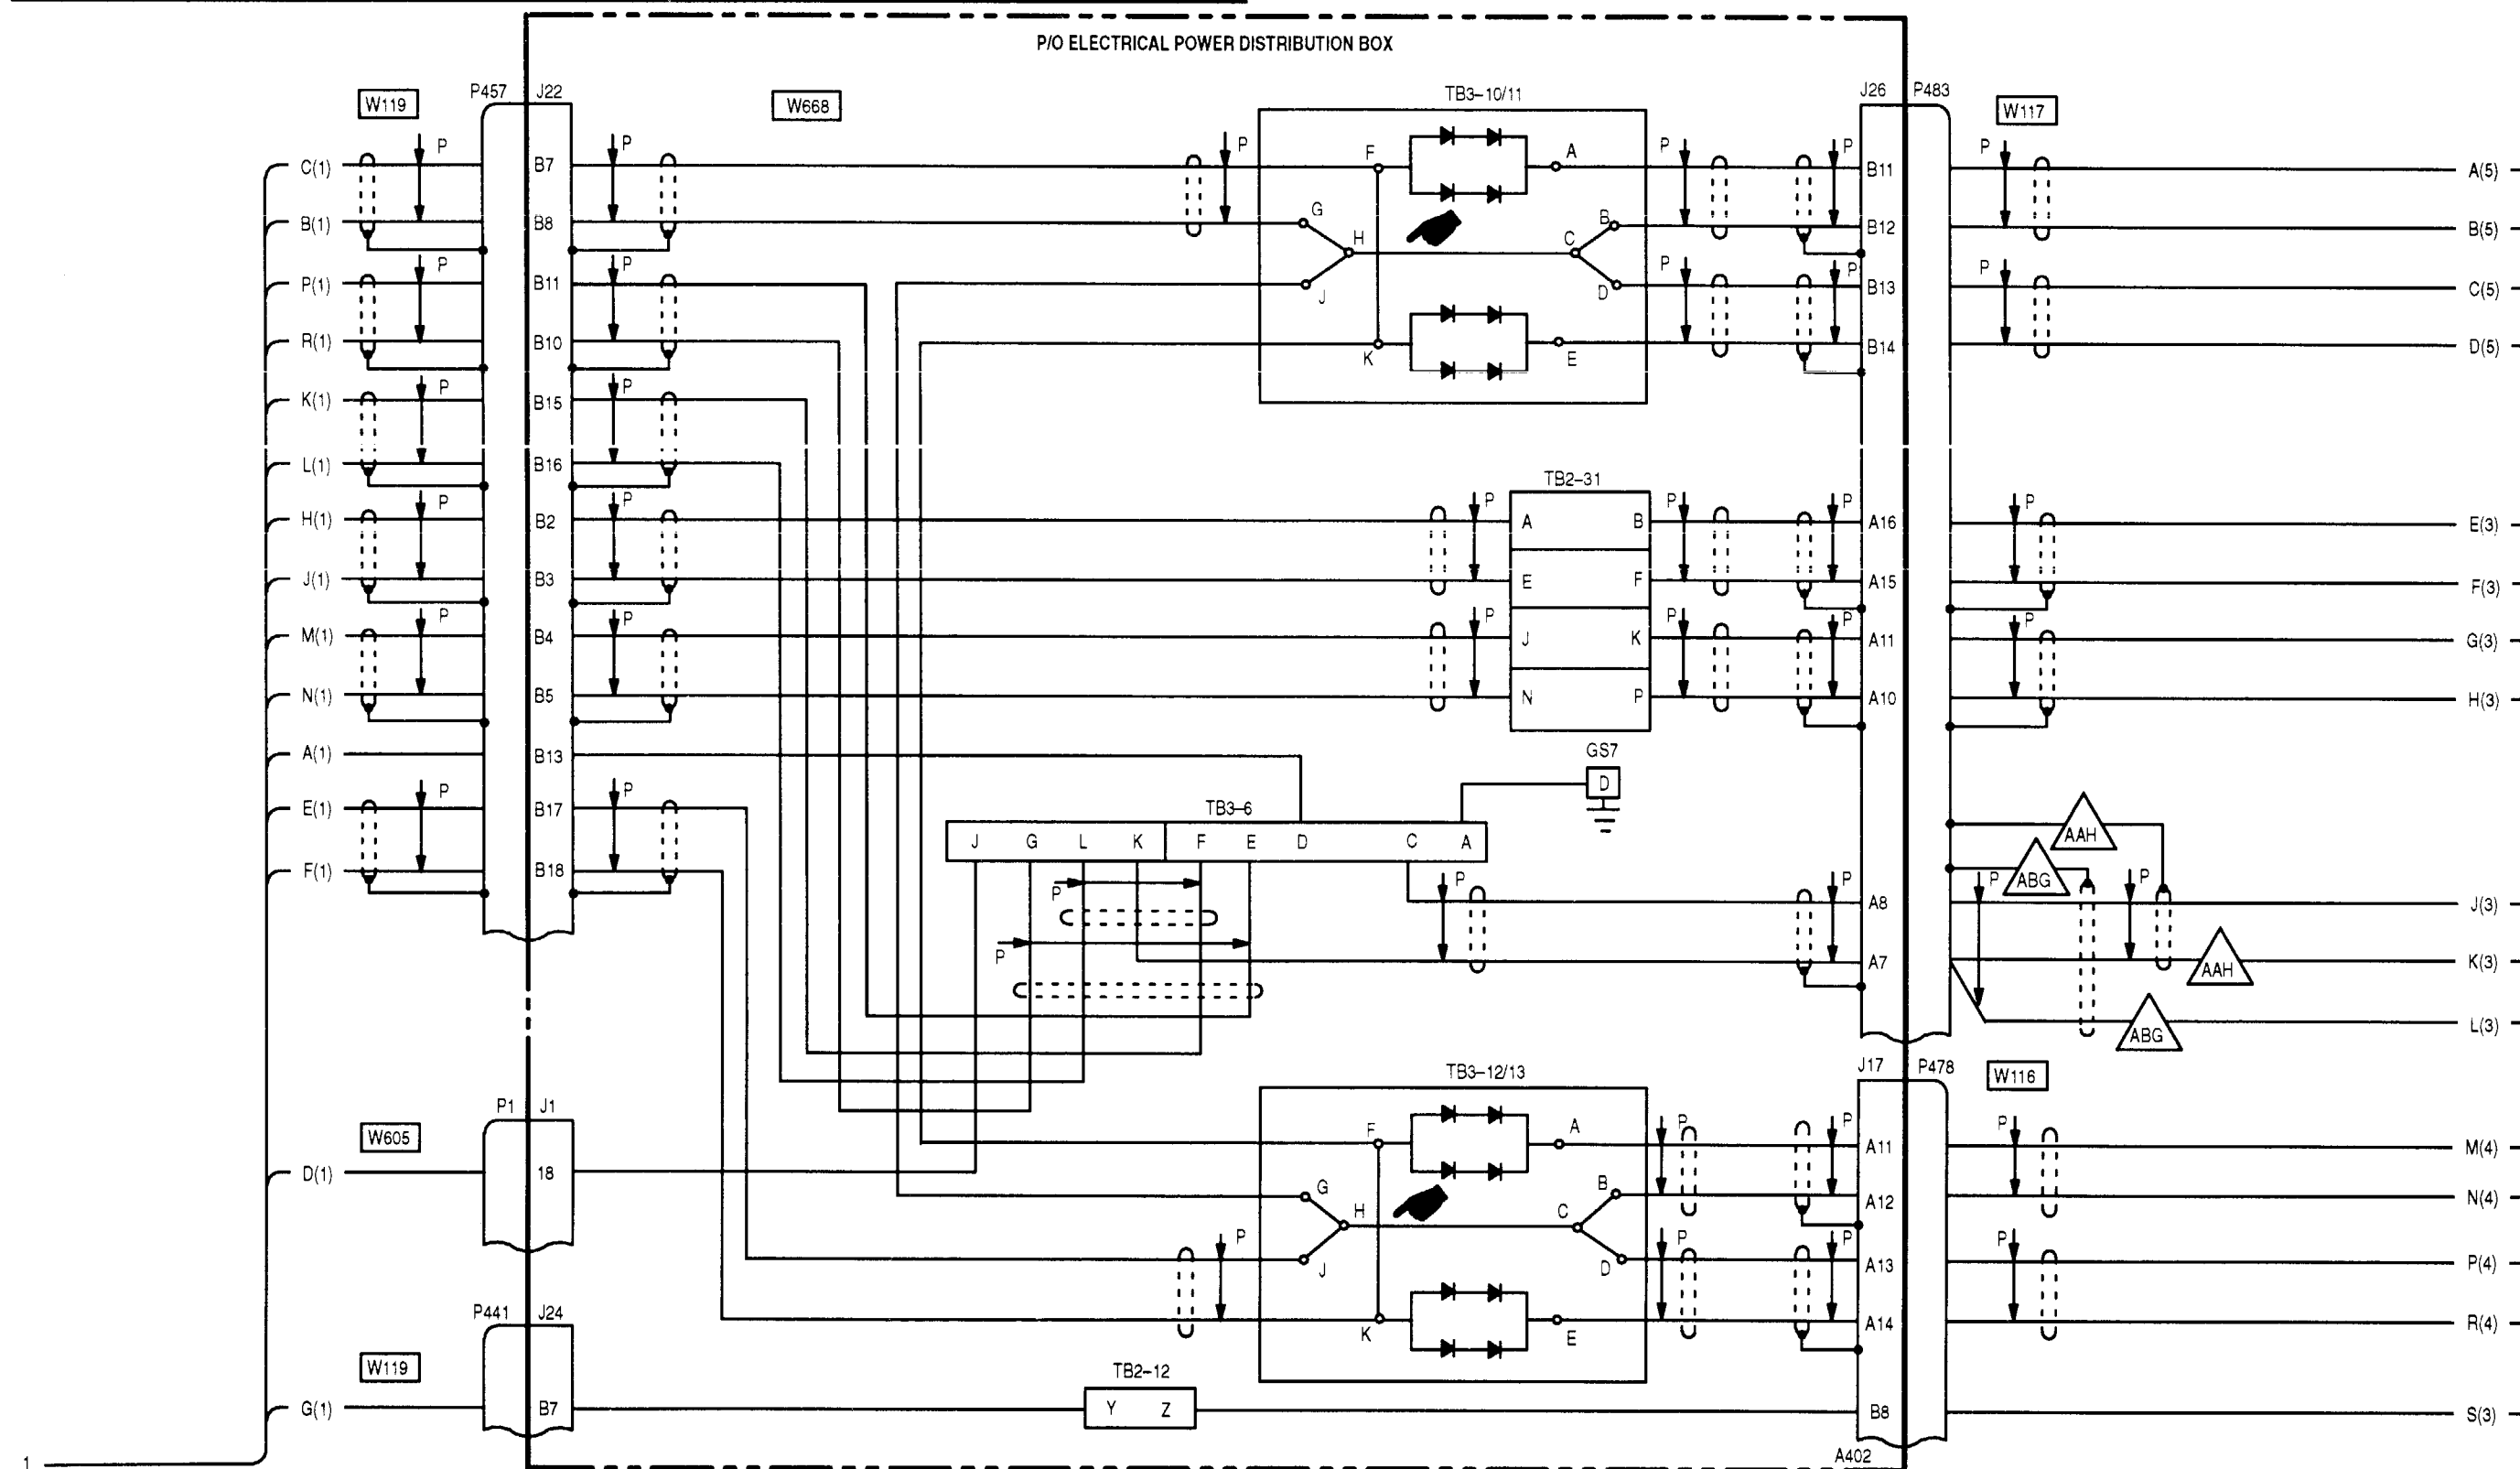 P/O ELECTRICAL POWER DISTRIBUTION BOX
W119 P457 J22 W668 TB3-10/11 J26 P483 W117
P P P P P P
C(1) B7 F A B11 A(5)
B(1) B8 G B B12 B(5)
H C
P P P P P
P(1) B11 J D B13 C(5)
R(1) B10 K E B14 D(5)
P P
K(1) B15
L(1) B16
TB2-31
P P P P P P
H(1) B2 A B A16 E(3)
J(1) B3 E F A15 F(3)
P P P P P P
M(1) B4 J K A11 G(3)
N(1) B5 N P A10 H(3)
A(1) B13
GS7
D
P P
E(1) B17
TB3-6
J G L K F E D C A
AAH
F(1) B18
ABG
P P P P P
A8 J(3)
P
A7 AAH K(3)
ABG L(3)
TB3-12/13 J17 P478 W116
P1 J1
W605
P P P
F A A11 M(4)
D(1) 18
G B A12 N(4)
H C
P P P P
J D A13 P(4)
P441 J24
K E A14 R(4)
W119
TB2-12
G(1) B7 Y Z B8 S(3)
A402
1